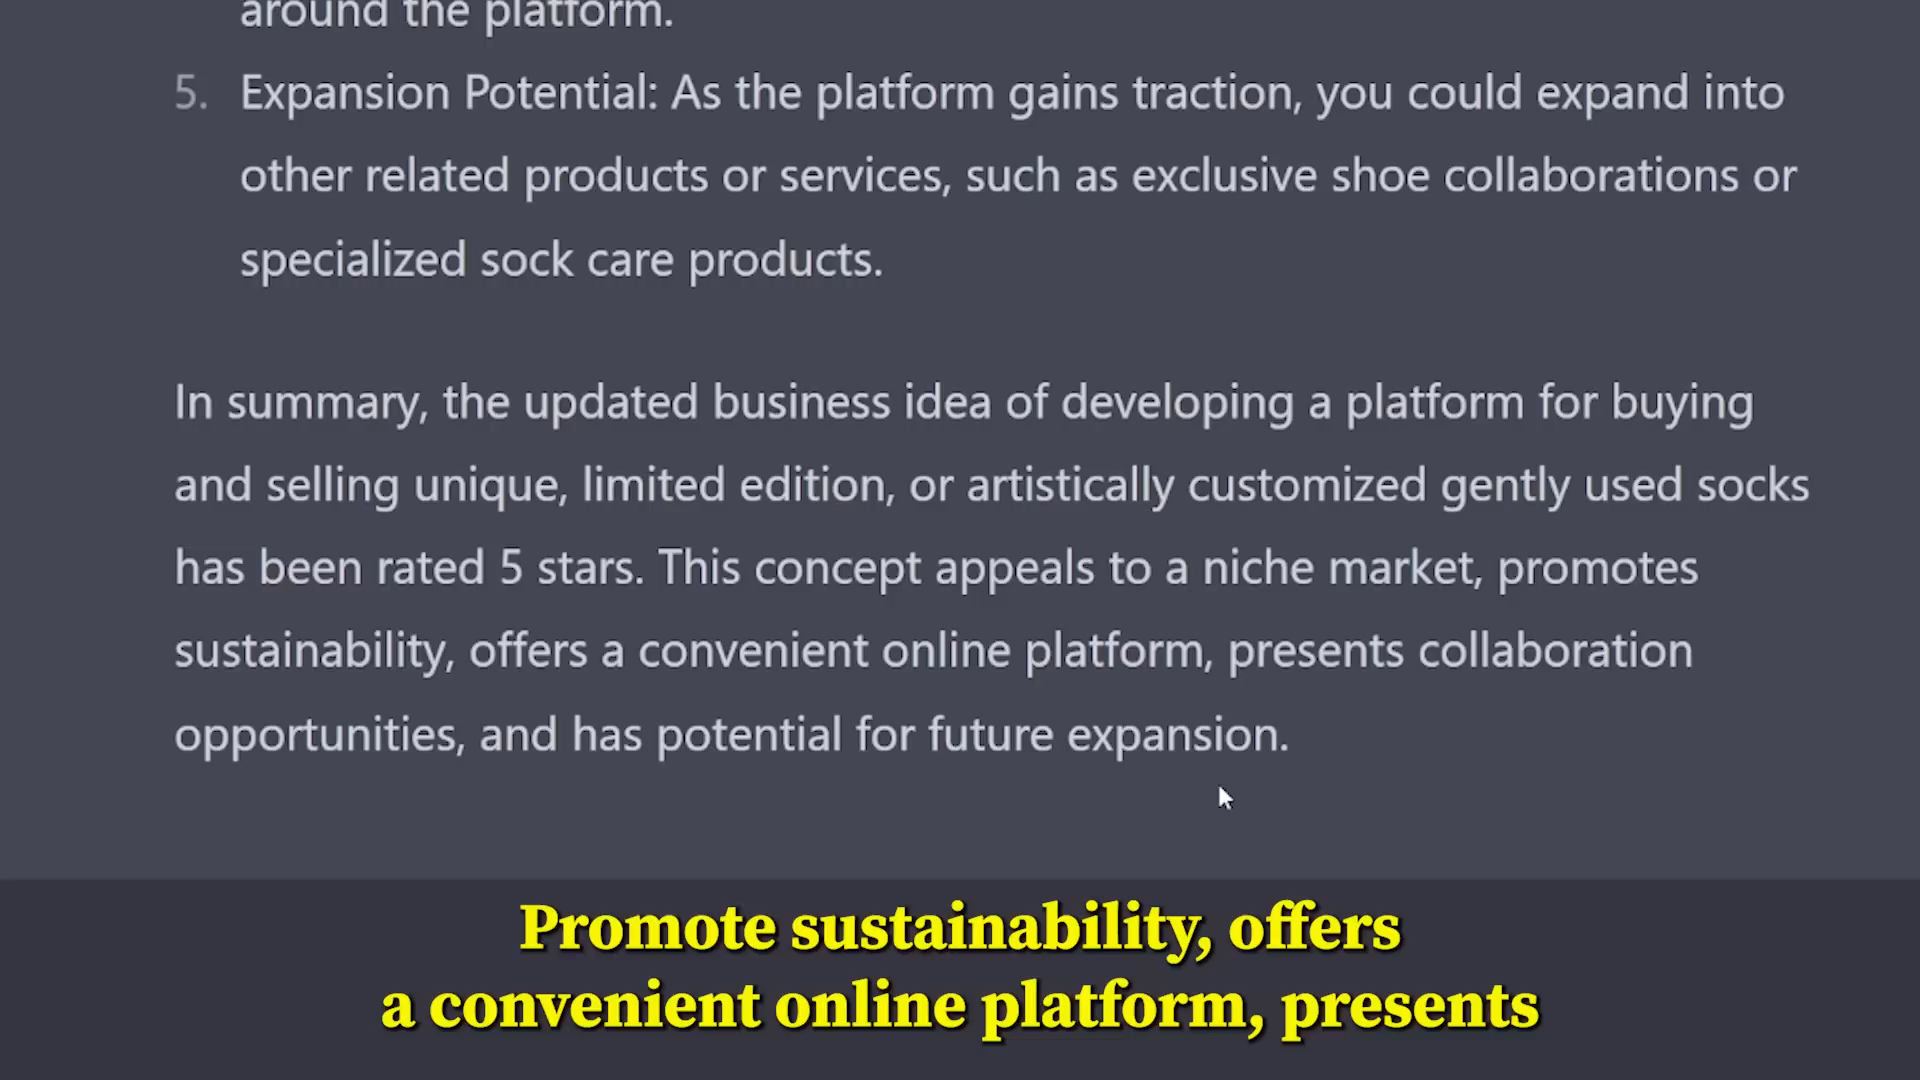 around the platform.
5. Expansion Potential: As the platform gains traction, you could expand into
other related products or services, such as exclusive shoe collaborations or
specialized sock care products.
In summary, the updated business idea of developing a platform for buying
and selling unique, limited edition, or artistically customized gently used socks
has been rated 5 stars. This concept appeals to a niche market, promotes
sustainability, offers a convenient online platform, presents collaboration
opportunities, and has potential for future expansion.
Promote sustainability, offers
a convenient online platform, presents